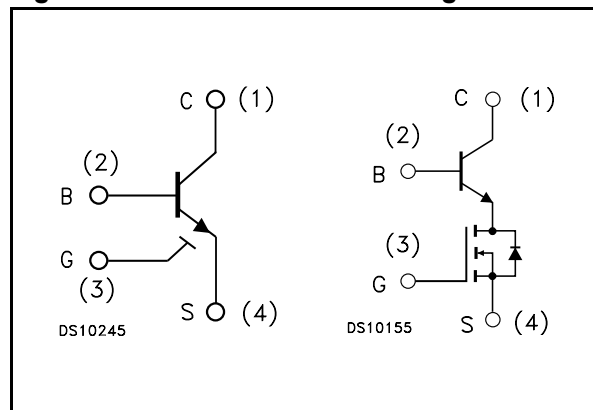 C (1)
(2)
B
G
(3)
S (4)
DS10245
C (1)
(2)
B
(3)
G
S (4)
DS10155